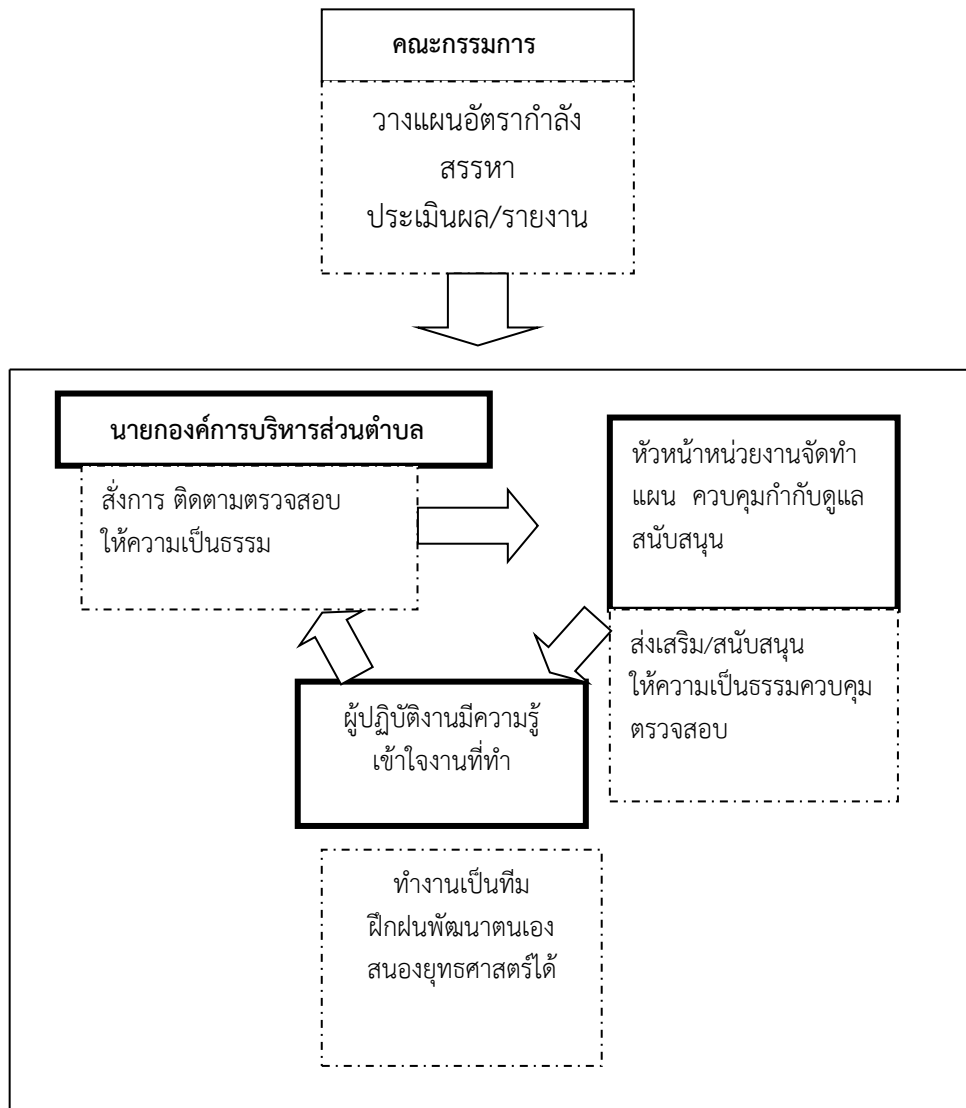 คณะกรรมการ
วางแผนอัตรากำลัง
สรรหา
ประเมินผล/รายงาน
นายกองค์การบริหารส่วนตำบล
สั่งการ ติดตามตรวจสอบ
ให้ความเป็นธรรม
หัวหน้าหน่วยงานจัดทำ
แผน ควบคุมกำกับดูแล
สนับสนุน
ส่งเสริม/สนับสนุน
ให้ความเป็นธรรมควบคุม
ตรวจสอบ
ผู้ปฏิบัติงานมีความรู้
เข้าใจงานที่ทำ
ทำงานเป็นทีม
ฝึกฝนพัฒนาตนเอง
สนองยุทธศาสตร์ได้